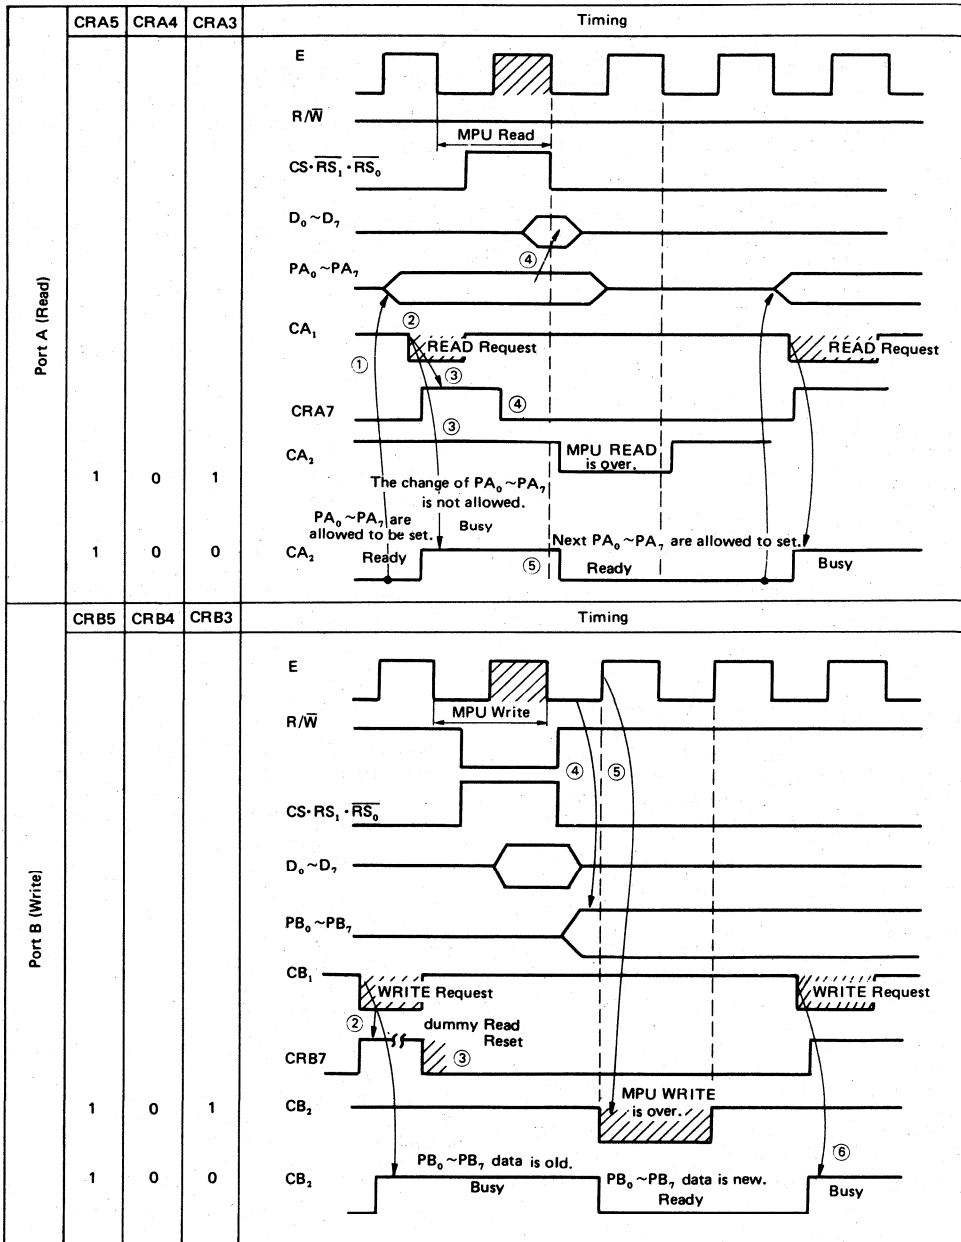 CRA5 CRA4 CRA3 Timing
Port A (Read)
E
R/W̅
MPU Read
CS·R̅S̅₁·R̅S̅₀
D₀~D₇
④
PA₀~PA₇
②
CA₁
READ Request
READ Request
①
③
CRA7
④
③
CA₂
MPU READ
is over.
1 0 1
The change of PA₀~PA₇
is not allowed.
PA₀~PA₇ are
allowed to be set.
Busy
Next PA₀~PA₇ are allowed to set.
1 0 0
CA₂
Ready
⑤
Ready
Busy
CRB5 CRB4 CRB3 Timing
Port B (Write)
E
MPU Write
R/W̅
④
⑤
CS·RS₁·R̅S̅₀
D₀~D₇
PB₀~PB₇
CB₁
WRITE Request
WRITE Request
②
dummy Read
Reset
CRB7
③
MPU WRITE
is over.
1 0 1
CB₂
⑥
PB₀~PB₇ data is old.
1 0 0
CB₂
Busy
PB₀~PB₇ data is new.
Ready
Busy